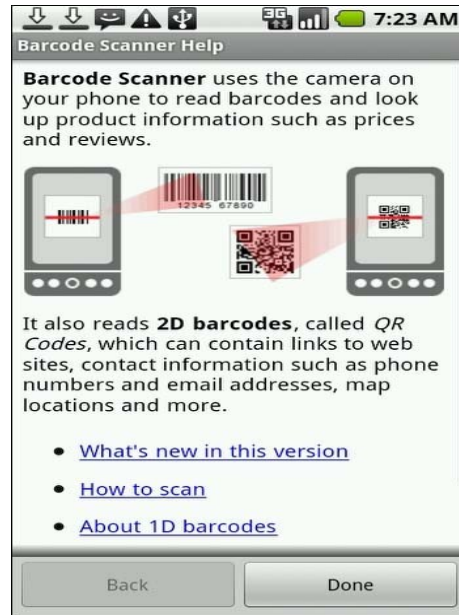 3G 7:23 AM
Barcode Scanner Help
Barcode Scanner uses the camera on
your phone to read barcodes and look
up product information such as prices
and reviews.
12345 67890
It also reads 2D barcodes, called QR
Codes, which can contain links to web
sites, contact information such as phone
numbers and email addresses, map
locations and more.
What's new in this version
How to scan
About 1D barcodes
Back Done